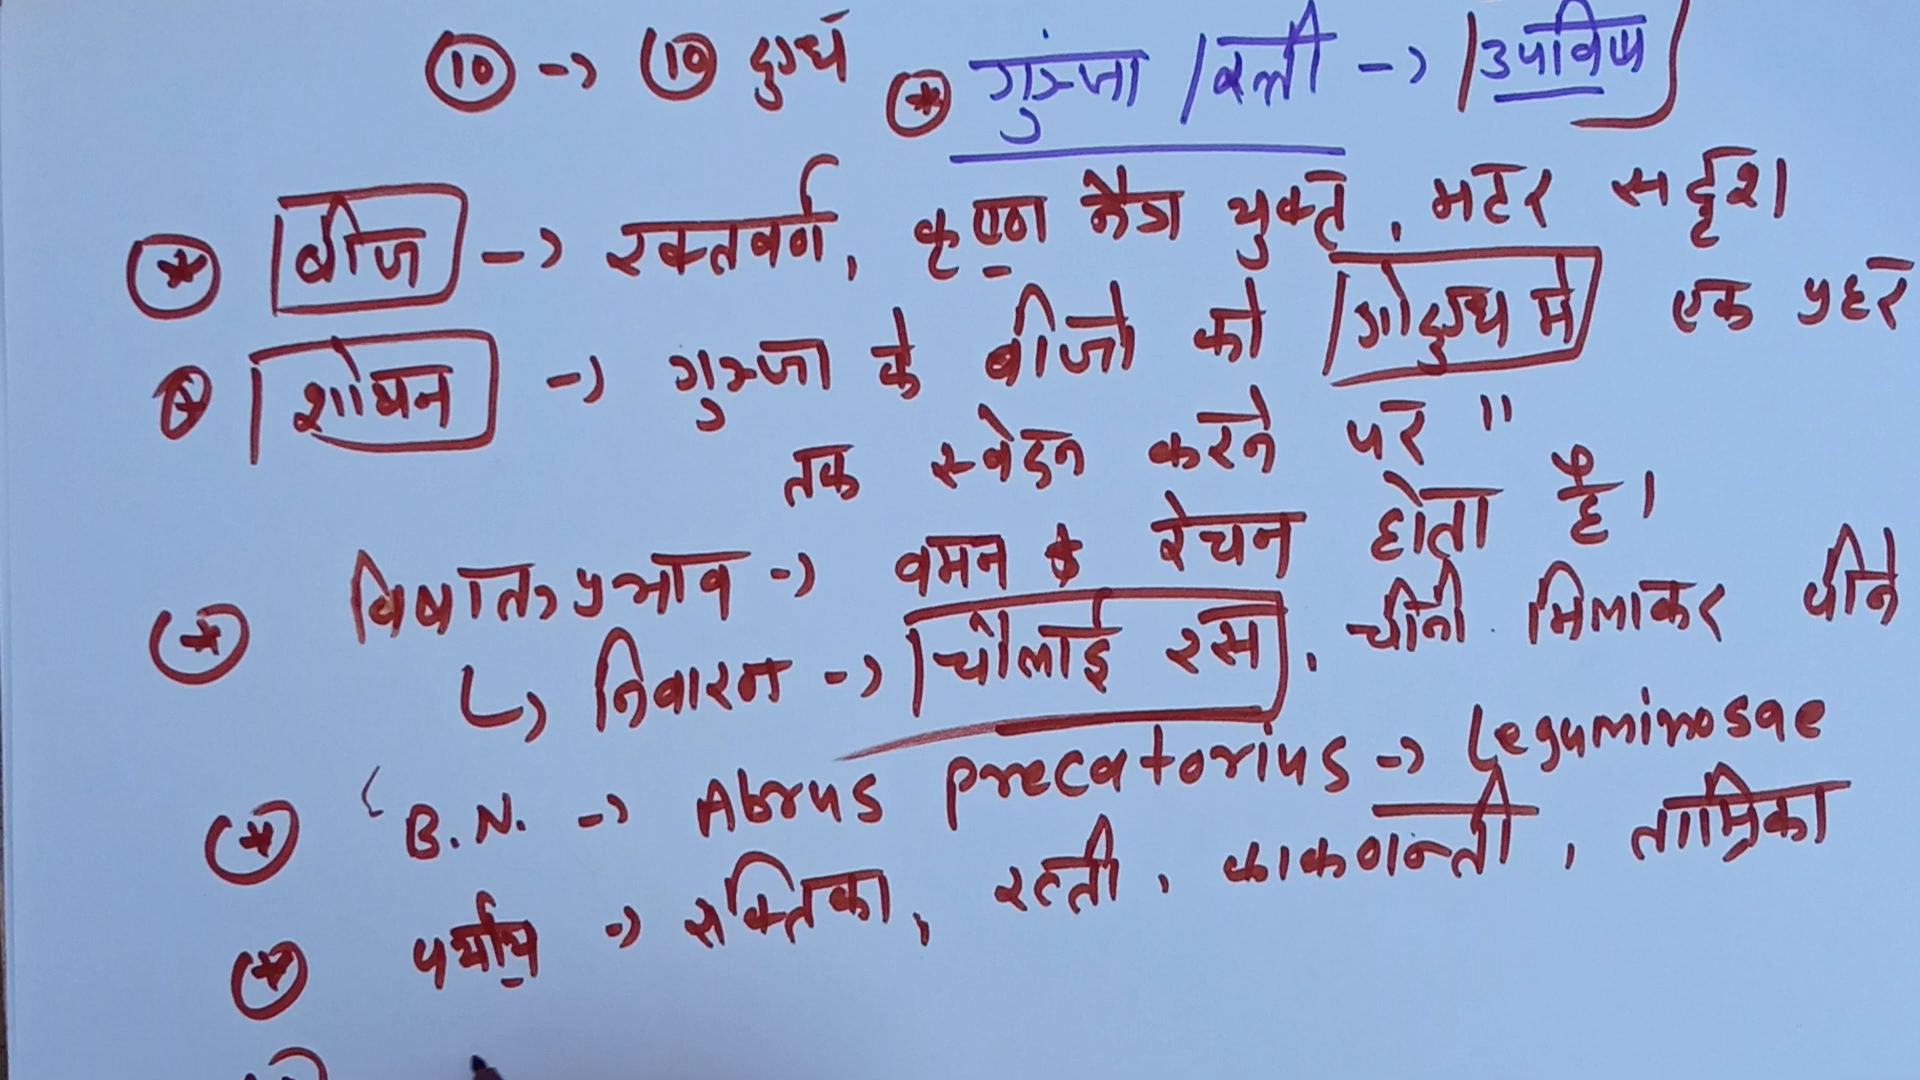 ⑩ -> ⑩ दुग्ध
* गुञ्जा / रत्ती -> उपविष
* बीज -> रक्तवर्ण, कृष्ण मैडा युक्त, मटर सदृश।
* शोधन -> गुञ्जा के बीजो को गोदुग्ध मे एक प्रहर
तक स्वेदन करने पर "
* विषाक्त प्रभाव -> वमन & रेचन होता है।
↳ निवारन -> चौलाई रस, चीनी मिलाकर पीने
* B.N. -> Abrus precatorius -> Leguminosae
* पर्याय -> रक्तिका, रत्ती, काकणन्ती, ताम्रिका